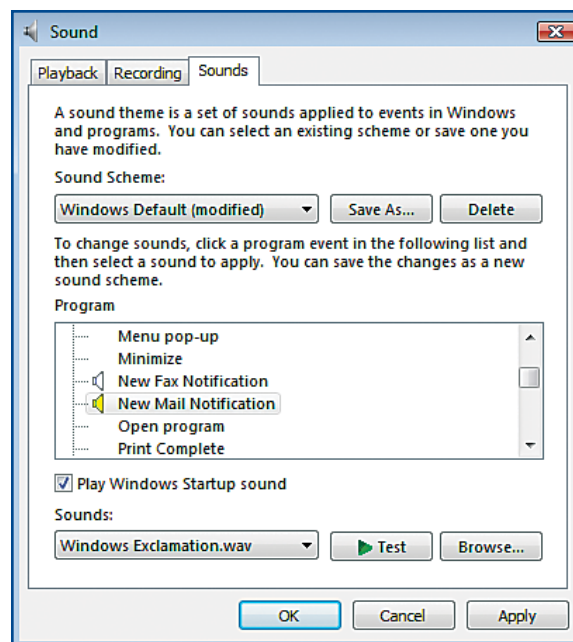 Sound
Playback Recording Sounds
A sound theme is a set of sounds applied to events in Windows
and programs. You can select an existing scheme or save one you
have modified.
Sound Scheme:
Windows Default (modified) Save As... Delete
To change sounds, click a program event in the following list and
then select a sound to apply. You can save the changes as a new
sound scheme.
Program
Menu pop-up
Minimize
New Fax Notification
New Mail Notification
Open program
Print Complete
Play Windows Startup sound
Sounds:
Windows Exclamation.wav Test Browse...
OK Cancel Apply